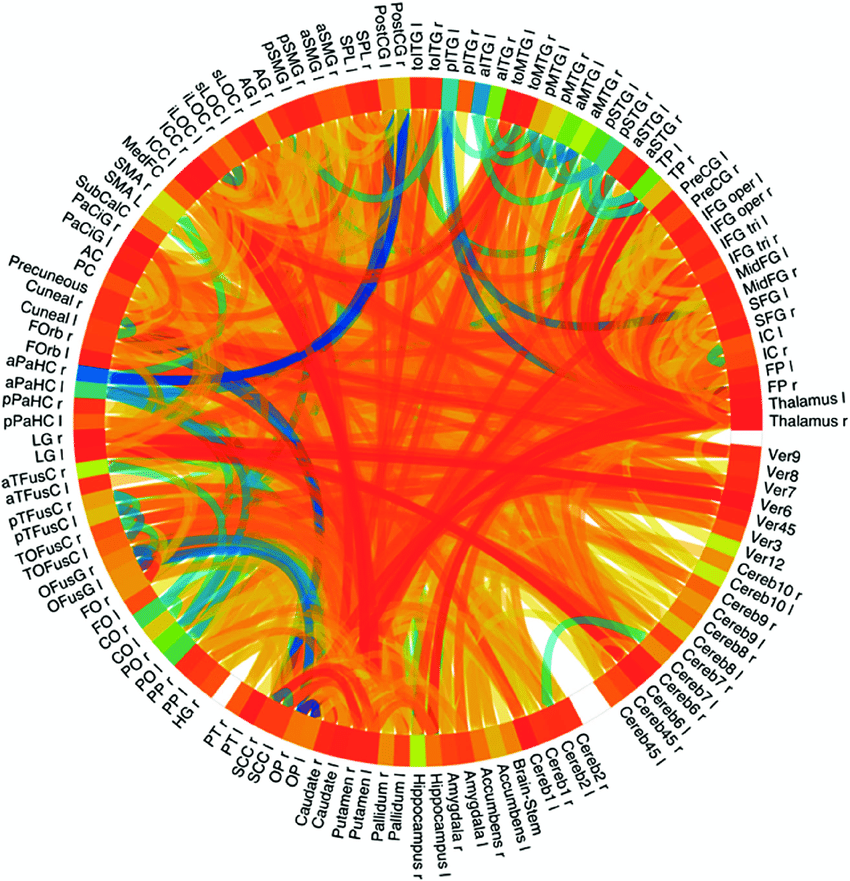 PostCG r
PostCG l
toITG l
toITG r
pITG l
pITG r
aITG l
aITG r
toMTG l
toMTG r
pMTG l
pMTG r
aMTG l
aMTG r
pSTG l
pSTG r
aSTG l
aSTG r
TP l
TP r
PreCG l
PreCG r
IFG oper l
IFG oper r
IFG tri l
IFG tri r
MidFG l
MidFG r
SFG l
SFG r
IC l
IC r
FP l
FP r
Thalamus l
Thalamus r
Ver9
Ver8
Ver7
Ver6
Ver45
Ver3
Ver12
Cereb10 r
Cereb10 l
Cereb9 r
Cereb9 l
Cereb8 r
Cereb8 l
Cereb7 r
Cereb7 l
Cereb6 r
Cereb6 l
Cereb45 r
Cereb45 l
Cereb2 r
Cereb2 l
Cereb1 r
Cereb1 l
Brain-Stem
Accumbens l
Accumbens r
Amygdala l
Amygdala r
Hippocampus l
Hippocampus r
Pallidum l
Pallidum r
Putamen l
Putamen r
Caudate l
Caudate r
OP l
OP r
SCC l
SCC r
PT l
PT r
HG r
PP l
PP r
PO l
PO r
CO l
CO r
FO l
FO r
OFusG l
OFusG r
TOFusC l
TOFusC r
pTFusC l
pTFusC r
aTFusC l
aTFusC r
LG l
LG r
pPaHC l
pPaHC r
aPaHC l
aPaHC r
FOrb l
FOrb r
Cuneal l
Cuneal r
Precuneous
PC
AC
PaCiG l
PaCiG r
SubCalC
SMA L
SMA r
MedFC
ICC l
ICC r
iLOC l
iLOC r
sLOC l
sLOC r
AG l
AG r
pSMG l
pSMG r
aSMG l
aSMG r
SPL l
SPL r